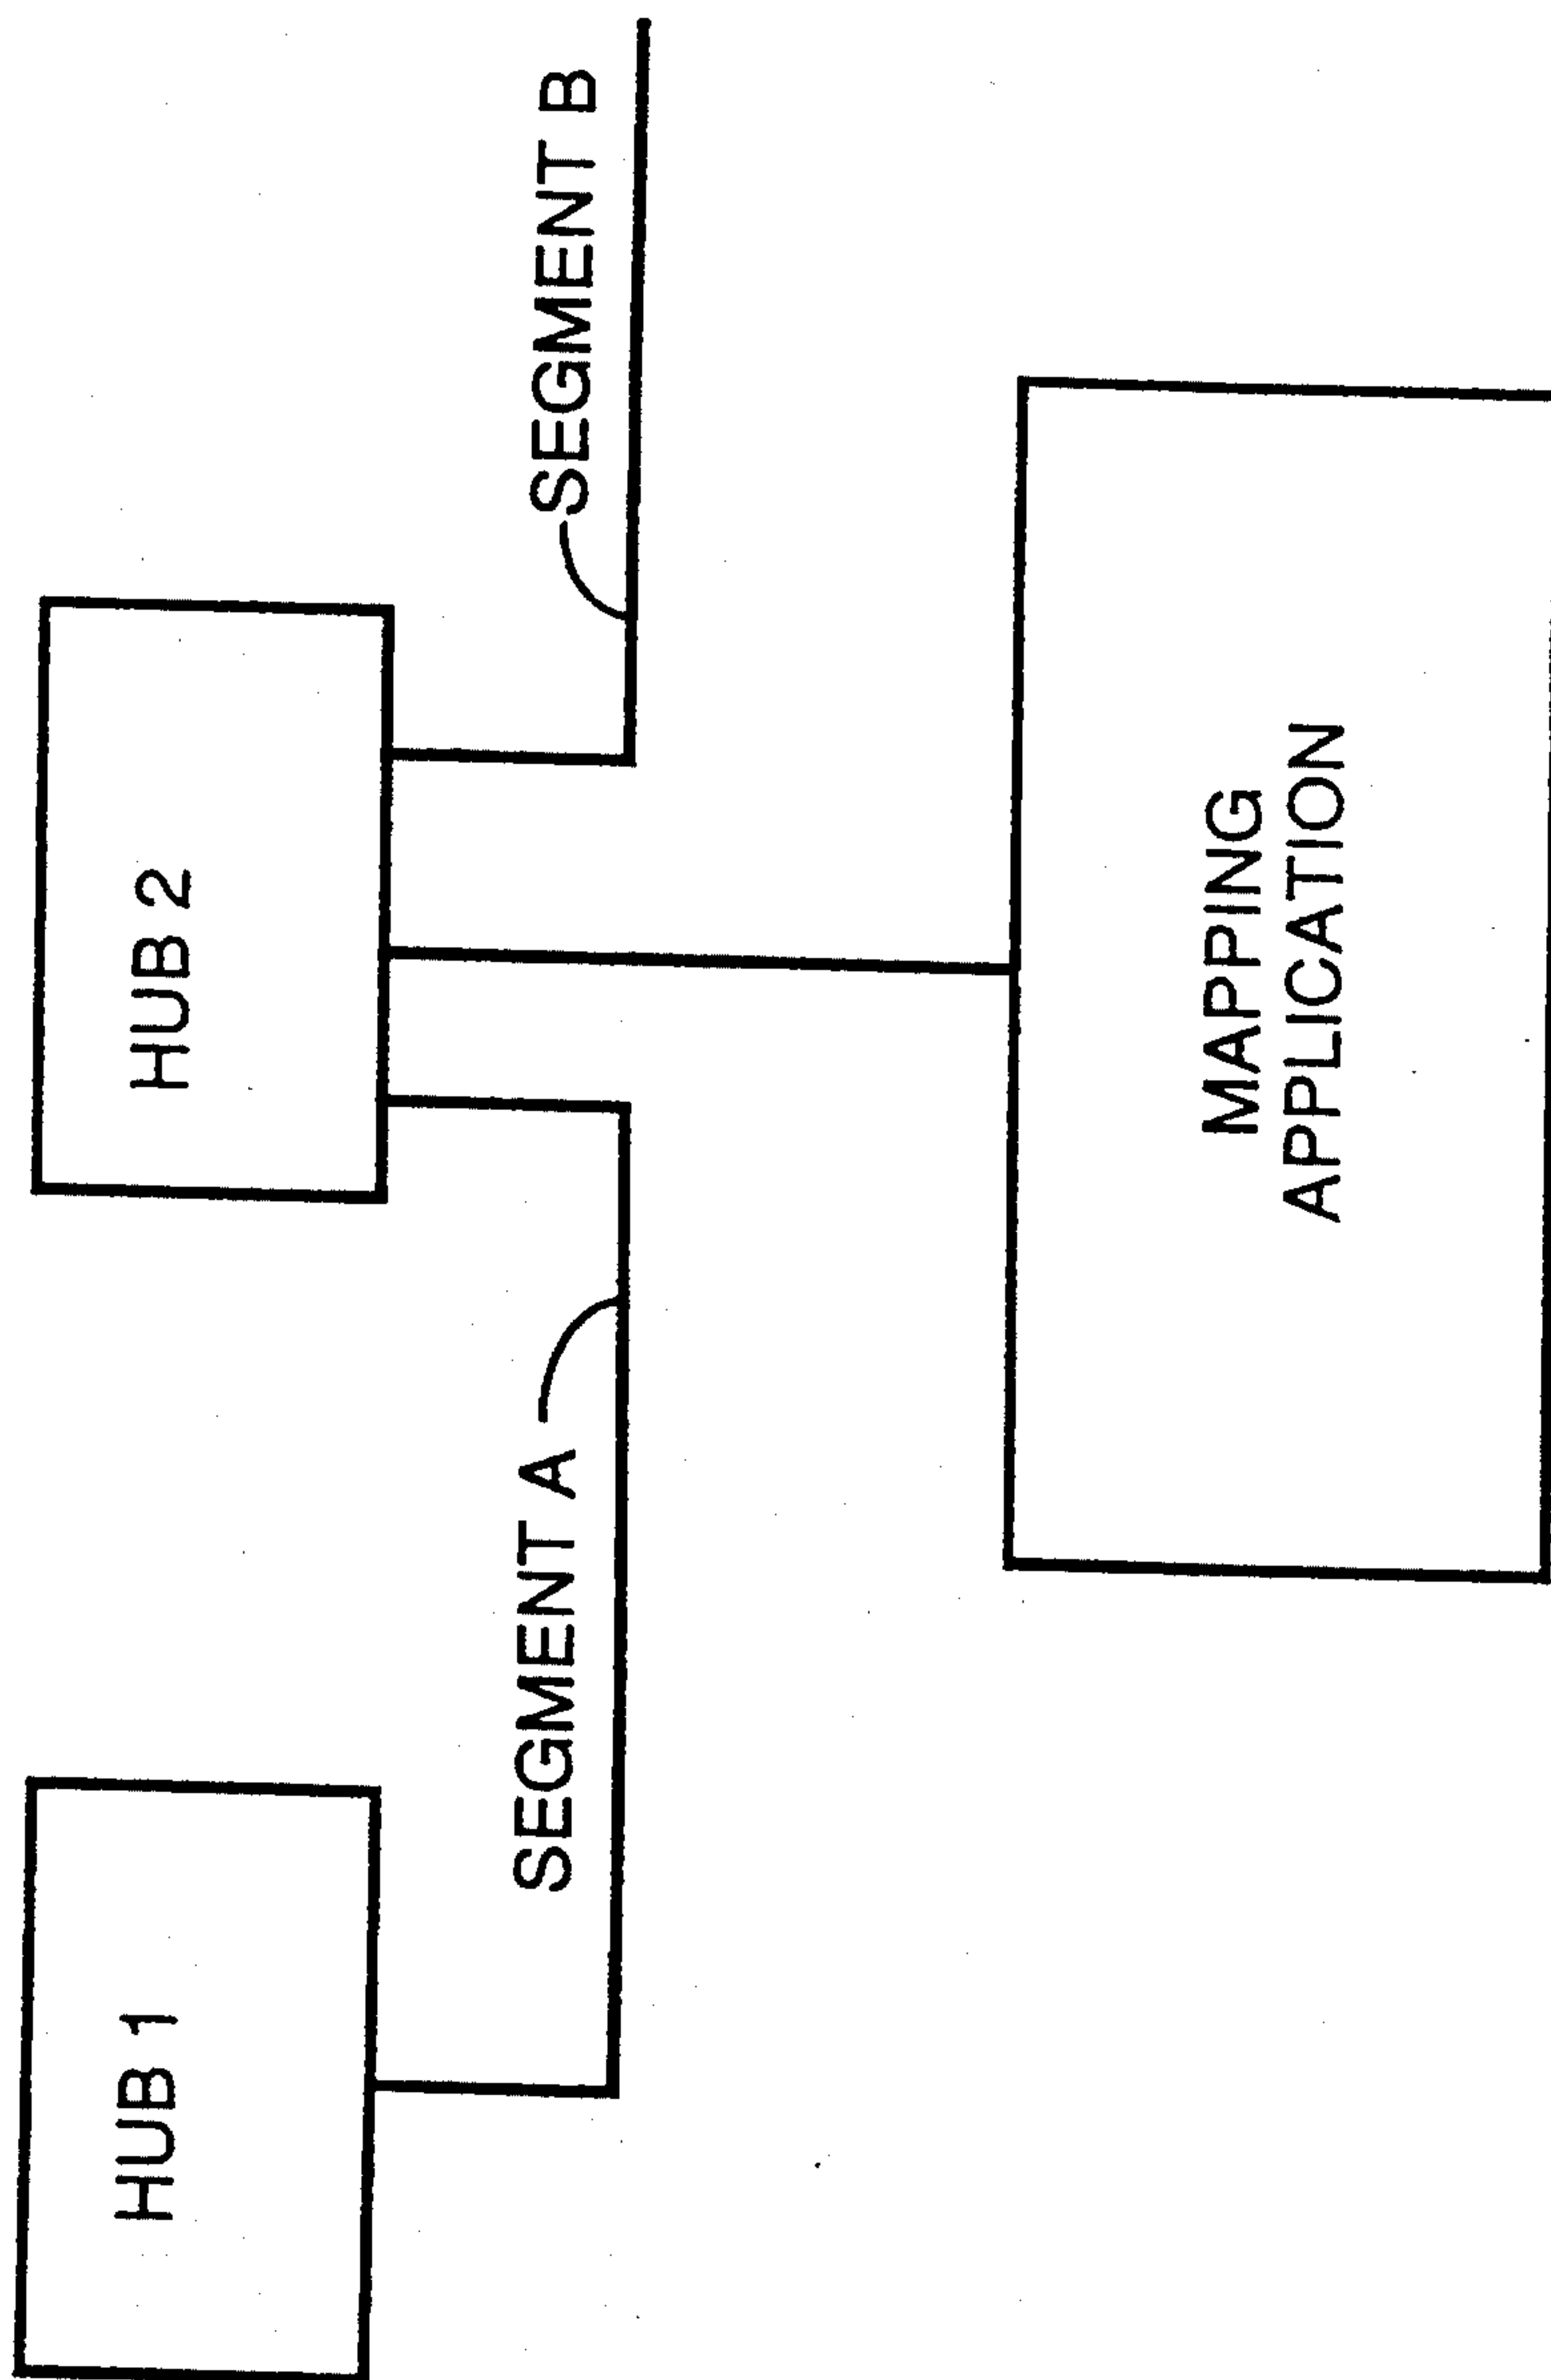 HUB 1
HUB 2
SEGMENT A
SEGMENT B
MAPPING
APPLICATION